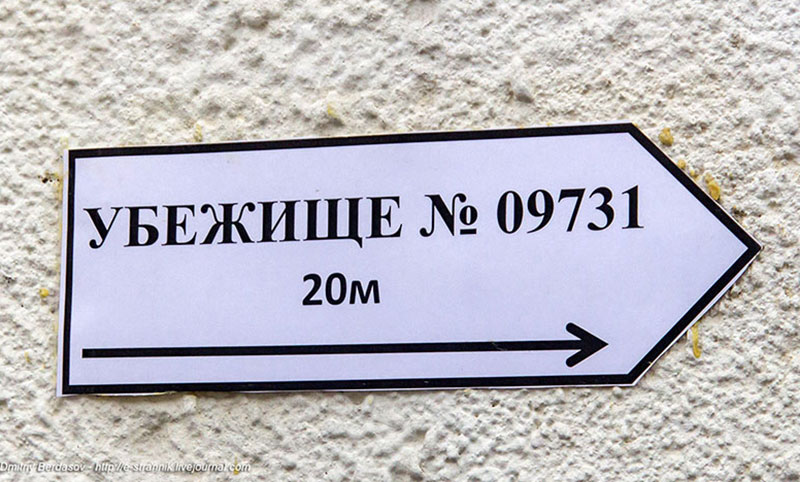 УБЕЖИЩЕ № 09731
20м
Dmitriy Berdasov - http://e-strannik.livejournal.com